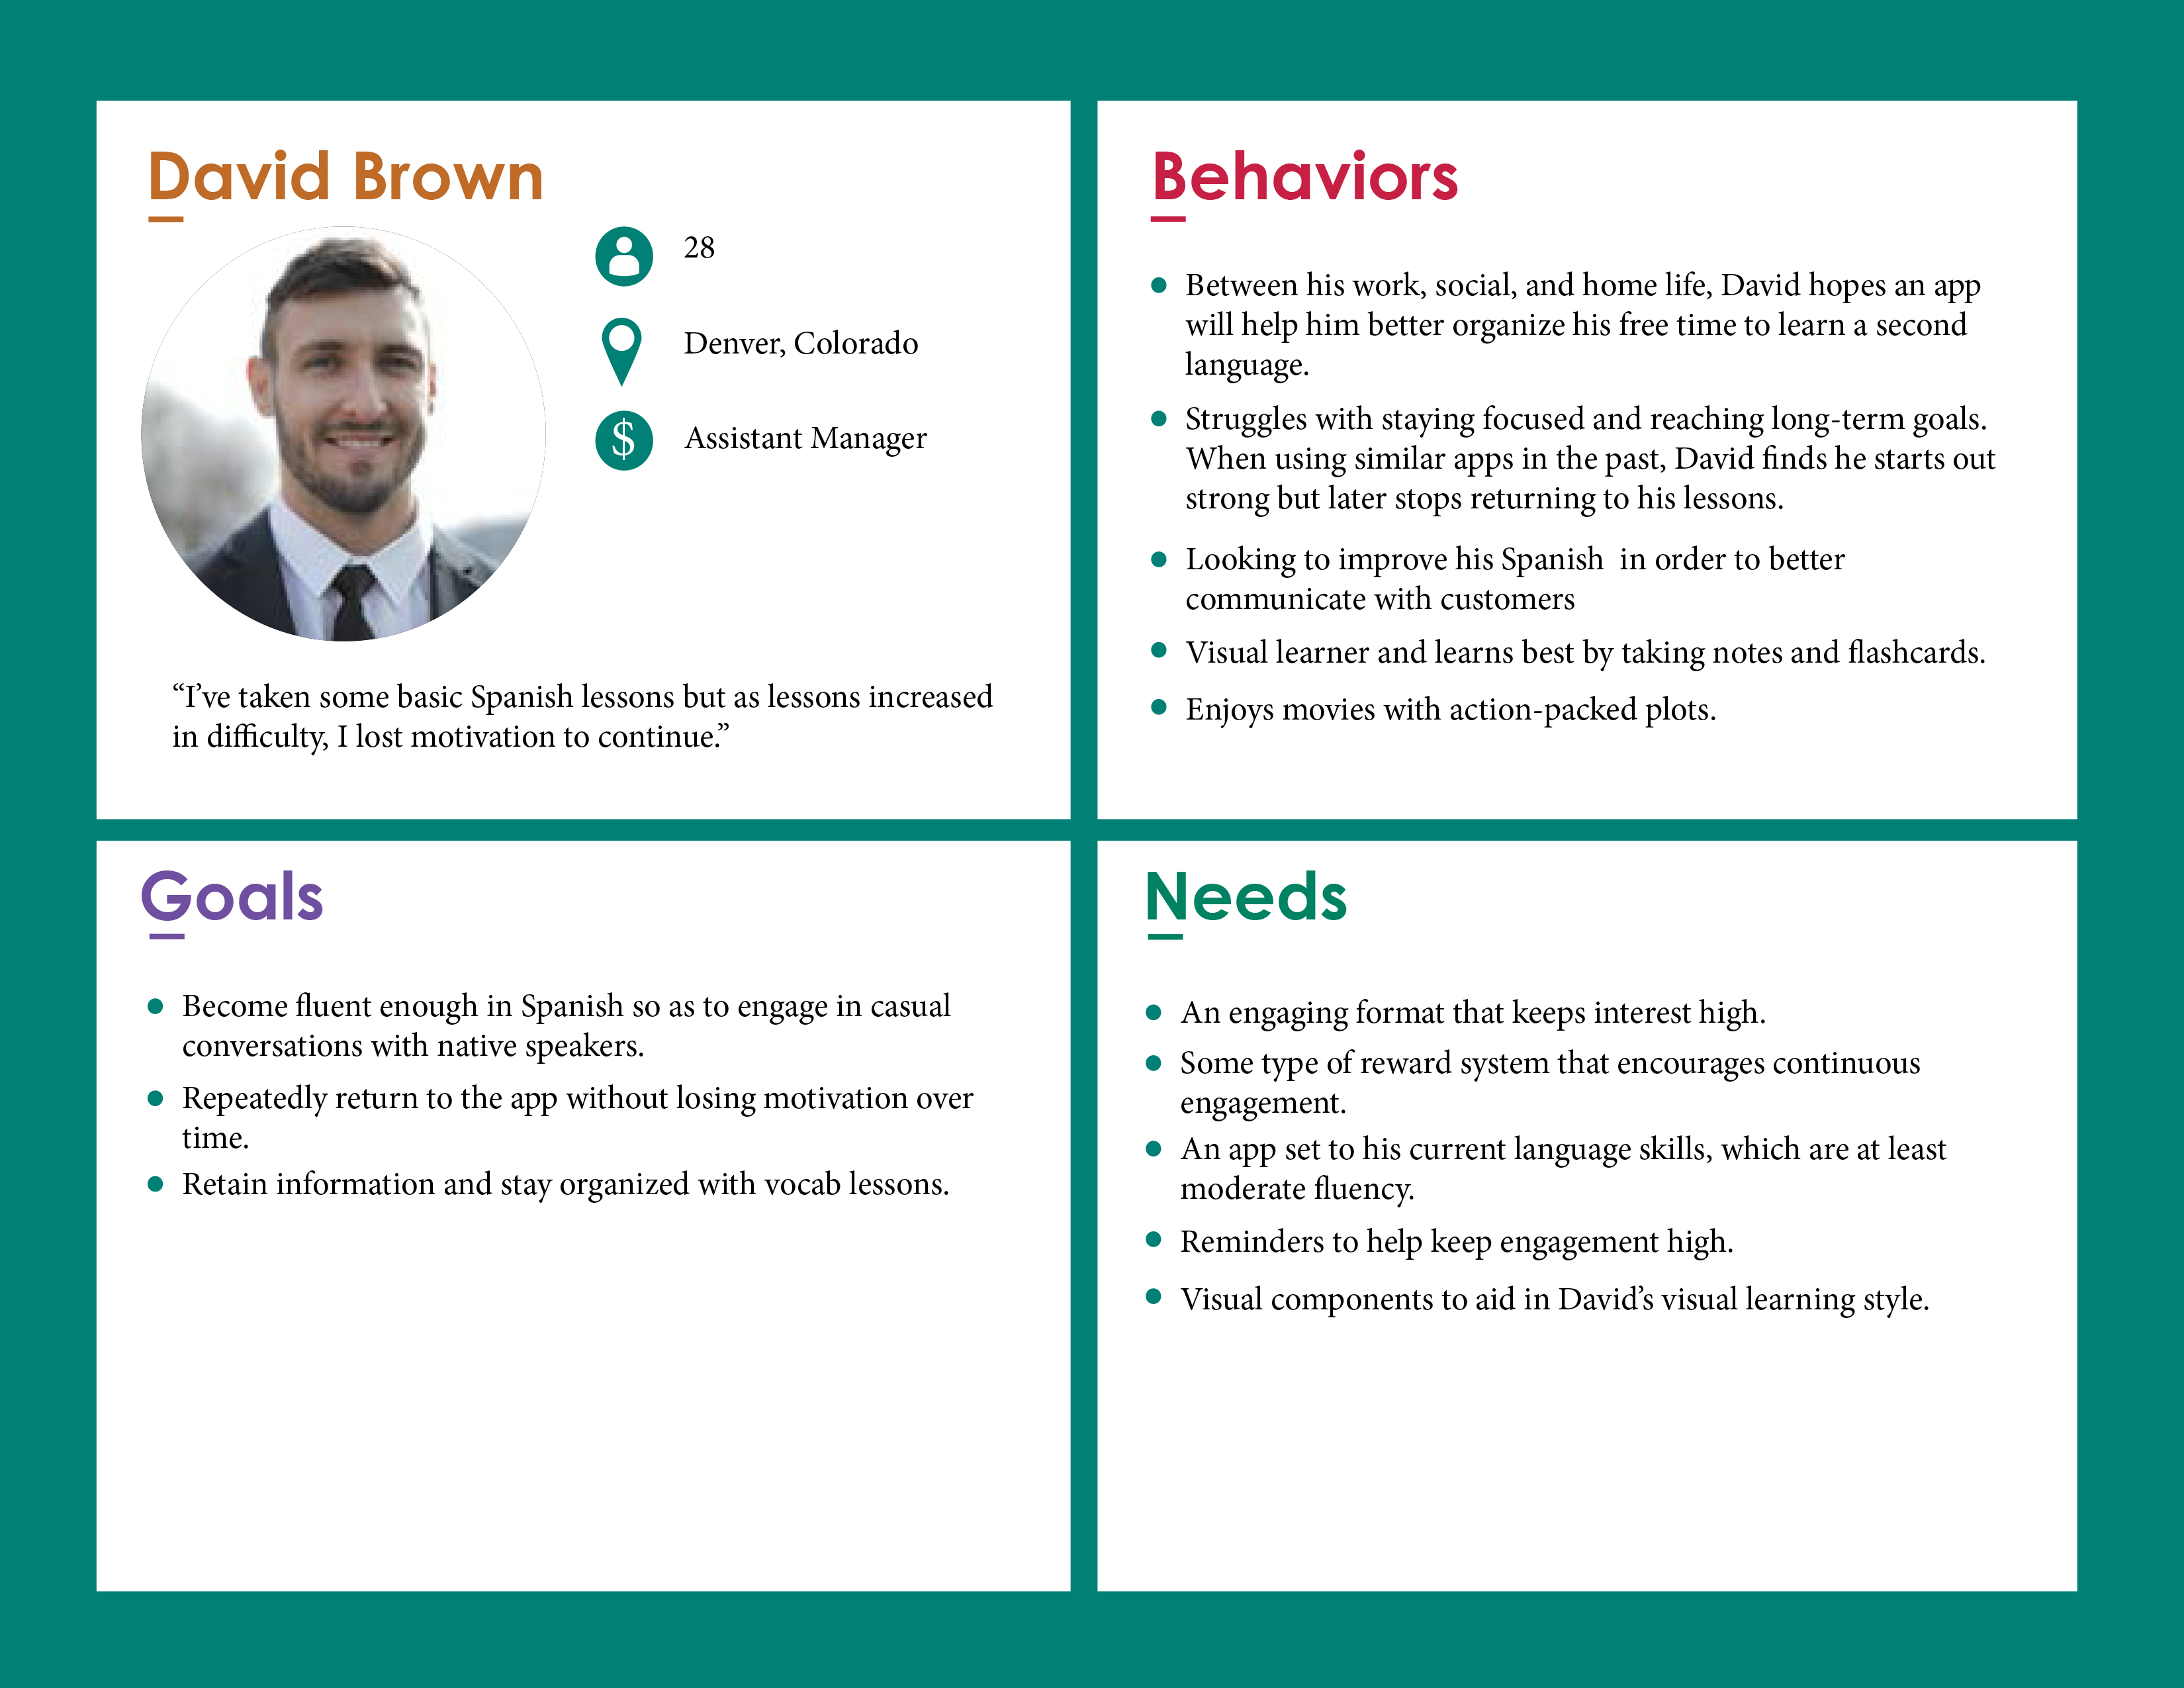 David Brown
28
Denver, Colorado
$
Assistant Manager
“I’ve taken some basic Spanish lessons but as lessons increased
in difficulty, I lost motivation to continue.”
Behaviors
Between his work, social, and home life, David hopes an app
will help him better organize his free time to learn a second
language.
Struggles with staying focused and reaching long-term goals.
When using similar apps in the past, David finds he starts out
strong but later stops returning to his lessons.
Looking to improve his Spanish  in order to better
communicate with customers
Visual learner and learns best by taking notes and flashcards.
Enjoys movies with action-packed plots.
Goals
Become fluent enough in Spanish so as to engage in casual
conversations with native speakers.
Repeatedly return to the app without losing motivation over
time.
Retain information and stay organized with vocab lessons.
Needs
An engaging format that keeps interest high.
Some type of reward system that encourages continuous
engagement.
An app set to his current language skills, which are at least
moderate fluency.
Reminders to help keep engagement high.
Visual components to aid in David’s visual learning style.